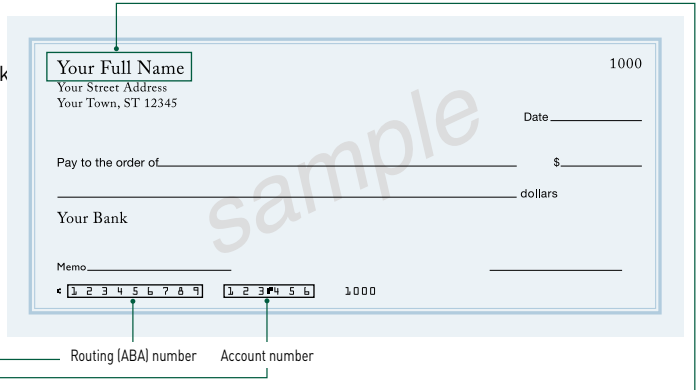 k
Your Full Name 1000
Your Street Address
Your Town, ST 12345
Date
Pay to the order of $
sample
dollars
Your Bank
Memo
⑆ 1 2 3 4 5 6 7 8 9 1 2 3⑈4 5 6 1000
Routing (ABA) number Account number